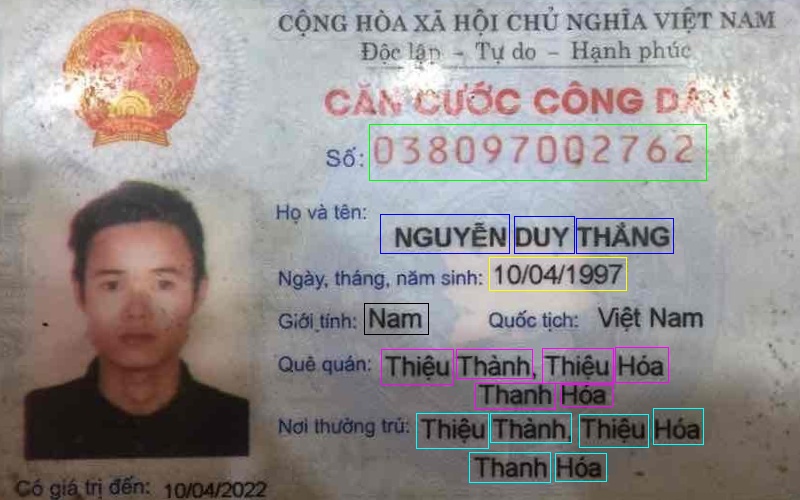 CỘNG HÒA XÃ HỘI CHỦ NGHĨA VIỆT NAM
Độc lập - Tự do - Hạnh phúc
CĂN CƯỚC CÔNG DÂN
Số: 038097002762
Họ và tên:
NGUYỄN DUY THẮNG
Ngày, tháng, năm sinh: 10/04/1997
Giới tính: Nam Quốc tịch: Việt Nam
Quê quán: Thiệu Thành, Thiệu Hóa
Thanh Hóa
Nơi thường trú: Thiệu Thành, Thiệu Hóa
Thanh Hóa
Có giá trị đến: 10/04/2022